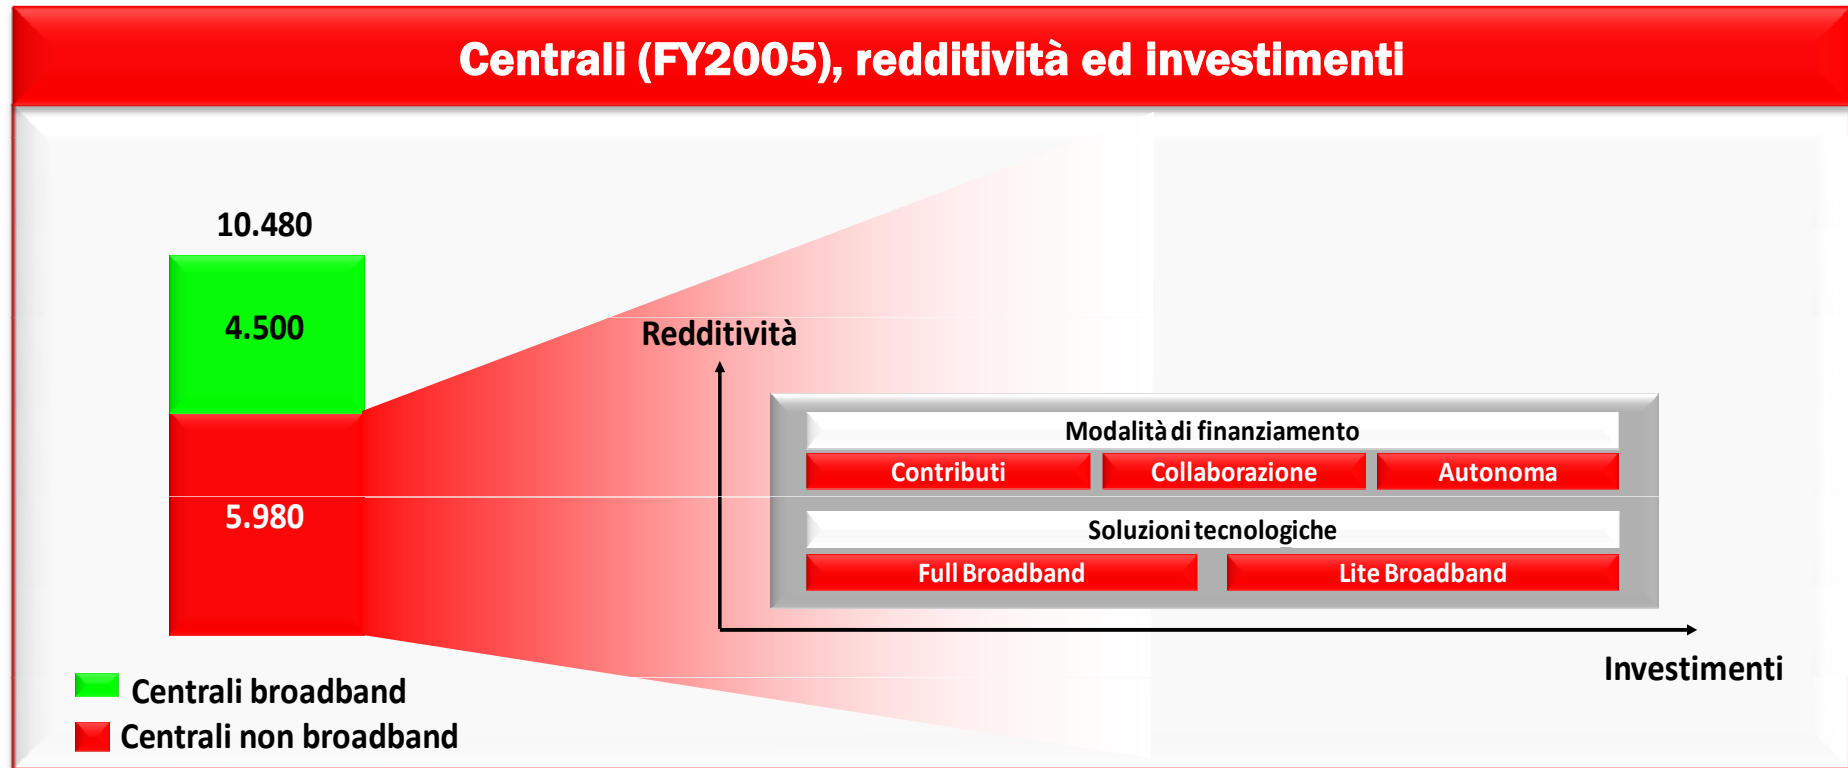 Centrali (FY2005), redditività ed investimenti
10.480
4.500
5.980
Centrali broadband
Centrali non broadband
Redditività
Modalità di finanziamento
Contributi
Collaborazione
Autonoma
Soluzioni tecnologiche
Full Broadband
Lite Broadband
Investimenti